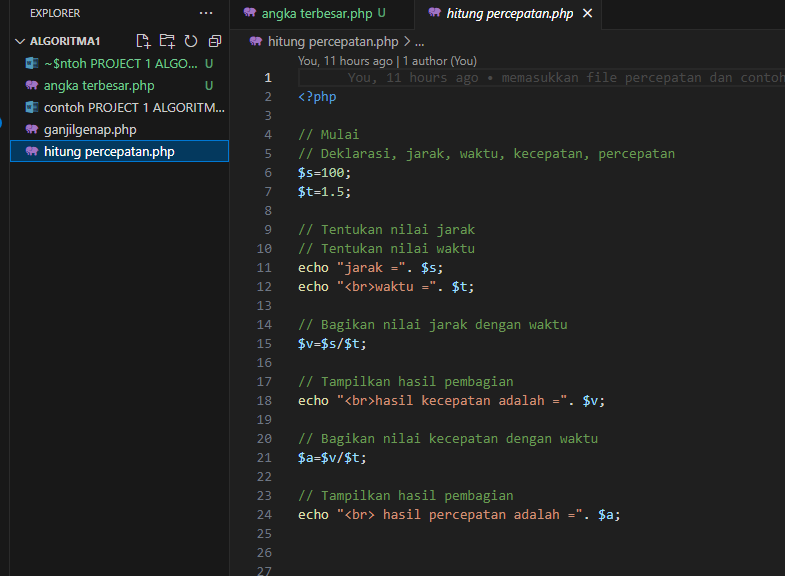 EXPLORER ...
ALGORITMA1
~$ntoh PROJECT 1 ALGO... U
angka terbesar.php U
contoh PROJECT 1 ALGORITM...
ganjilgenap.php
hitung percepatan.php
angka terbesar.php U
hitung percepatan.php
hitung percepatan.php > ...
You, 11 hours ago | 1 author (You)
1 You, 11 hours ago • memasukkan file percepatan dan contoh
2 <?php
3
4 // Mulai
5 // Deklarasi, jarak, waktu, kecepatan, percepatan
6 $s=100;
7 $t=1.5;
8
9 // Tentukan nilai jarak
10 // Tentukan nilai waktu
11 echo "jarak =". $s;
12 echo "<br>waktu =". $t;
13
14 // Bagikan nilai jarak dengan waktu
15 $v=$s/$t;
16
17 // Tampilkan hasil pembagian
18 echo "<br>hasil kecepatan adalah =". $v;
19
20 // Bagikan nilai kecepatan dengan waktu
21 $a=$v/$t;
22
23 // Tampilkan hasil pembagian
24 echo "<br> hasil percepatan adalah =". $a;
25
26
27